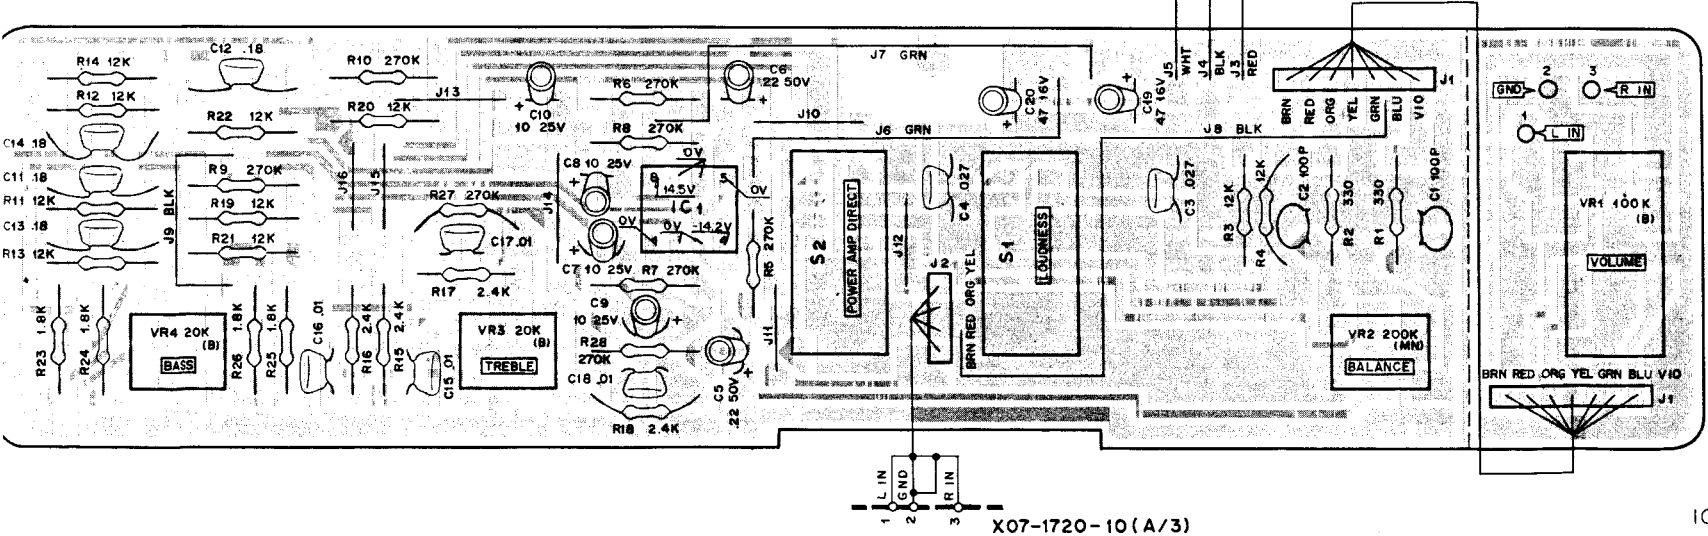 R14 12K
R12 12K
C14 .18
C11 .18
R11 12K
C13 .18
R13 12K
C12 .18
R22 12K
R9 270K
R19 12K
R21 12K
J9 BLK
R10 270K
R20 12K
J13
J16
J15
R27 270K
C17 .01
R17 2.4K
C10
10 25V
J14
R6 270K
R8 270K
C6
.22 50V
C8 10 25V
0V
8
5
14.5V
0V
IC1
0V
0V
-14.2V
C7 10 25V
R7 270K
R5 270K
C9
10 25V
R28
270K
C18 .01
R18 2.4K
C5
.22 50V
J11
R23 1.8K
R24 1.8K
VR4 20K
(B)
BASS
R26 1.8K
R25 1.8K
C16 .01
R16 2.4K
R15 2.4K
C15 .01
VR3 20K
(B)
TREBLE
J7 GRN
J10
J6 GRN
S2
POWER AMP DIRECT
C4 .027
J12
J2
BRN RED ORG YEL
S1
LOUDNESS
C20
47 16V
C19
47 16V
J8 BLK
J5
WHT
J4
BLK
J3
RED
J1
BRN
RED
ORG
YEL
GRN
BLU
VIO
C3 .027
R3 12K
R4 12K
C2 100P
R2 330
R1 330
C1 100P
VR2 200K
(MN)
BALANCE
GND
2
3
R IN
1
L IN
VR1 100K
(B)
VOLUME
BRN RED ORG YEL GRN BLU VIO
J1
L IN
GND
R IN
1
2
3
X07-1720-10 (A/3)